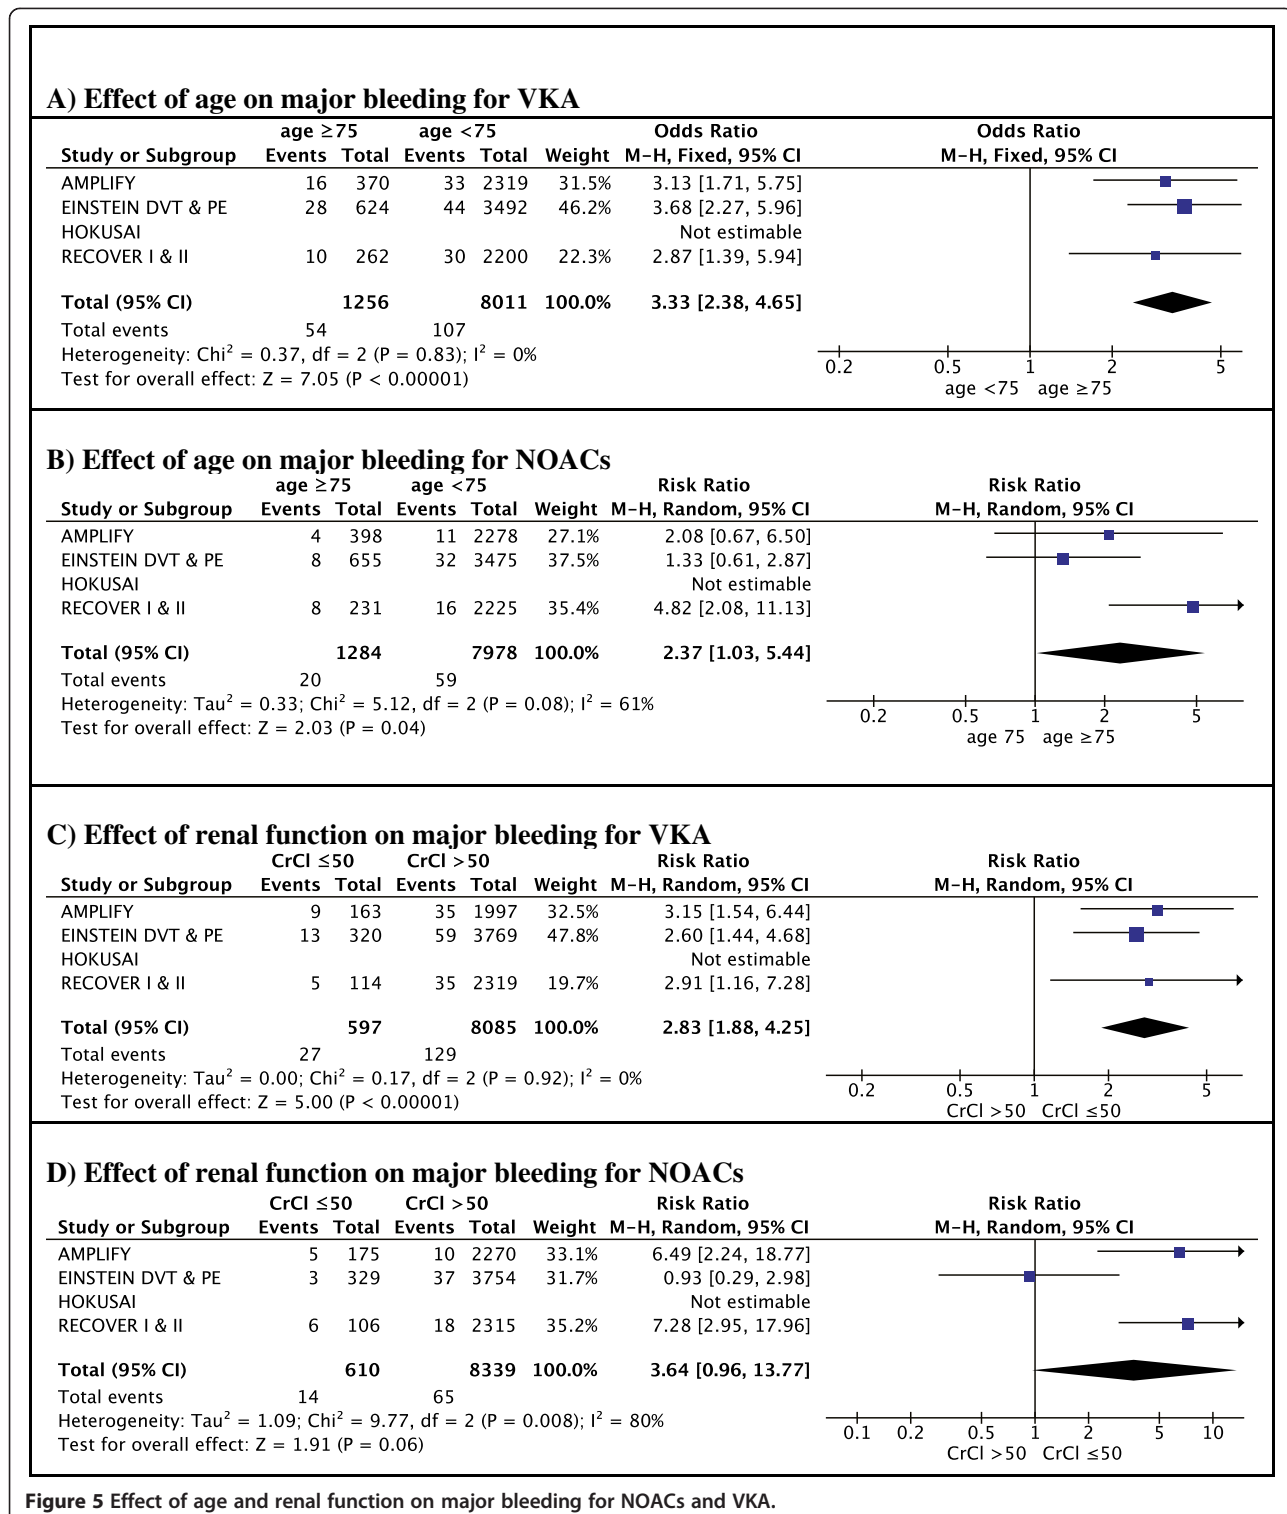 A) Effect of age on major bleeding for VKA
age ≥75 age <75 Odds Ratio Odds Ratio
Study or Subgroup Events Total Events Total Weight M-H, Fixed, 95% CI M-H, Fixed, 95% CI
AMPLIFY 16 370 33 2319 31.5% 3.13 [1.71, 5.75]
EINSTEIN DVT & PE 28 624 44 3492 46.2% 3.68 [2.27, 5.96]
HOKUSAI Not estimable
RECOVER I & II 10 262 30 2200 22.3% 2.87 [1.39, 5.94]
Total (95% CI) 1256 8011 100.0% 3.33 [2.38, 4.65]
Total events 54 107
Heterogeneity: Chi² = 0.37, df = 2 (P = 0.83); I² = 0%
Test for overall effect: Z = 7.05 (P < 0.00001)
0.2 0.5 1 2 5
age <75 age ≥75
B) Effect of age on major bleeding for NOACs
age ≥75 age <75 Risk Ratio Risk Ratio
Study or Subgroup Events Total Events Total Weight M-H, Random, 95% CI M-H, Random, 95% CI
AMPLIFY 4 398 11 2278 27.1% 2.08 [0.67, 6.50]
EINSTEIN DVT & PE 8 655 32 3475 37.5% 1.33 [0.61, 2.87]
HOKUSAI Not estimable
RECOVER I & II 8 231 16 2225 35.4% 4.82 [2.08, 11.13]
Total (95% CI) 1284 7978 100.0% 2.37 [1.03, 5.44]
Total events 20 59
Heterogeneity: Tau² = 0.33; Chi² = 5.12, df = 2 (P = 0.08); I² = 61%
Test for overall effect: Z = 2.03 (P = 0.04)
0.2 0.5 1 2 5
age 75 age ≥75
C) Effect of renal function on major bleeding for VKA
CrCl ≤50 CrCl >50 Risk Ratio Risk Ratio
Study or Subgroup Events Total Events Total Weight M-H, Random, 95% CI M-H, Random, 95% CI
AMPLIFY 9 163 35 1997 32.5% 3.15 [1.54, 6.44]
EINSTEIN DVT & PE 13 320 59 3769 47.8% 2.60 [1.44, 4.68]
HOKUSAI Not estimable
RECOVER I & II 5 114 35 2319 19.7% 2.91 [1.16, 7.28]
Total (95% CI) 597 8085 100.0% 2.83 [1.88, 4.25]
Total events 27 129
Heterogeneity: Tau² = 0.00; Chi² = 0.17, df = 2 (P = 0.92); I² = 0%
Test for overall effect: Z = 5.00 (P < 0.00001)
0.2 0.5 1 2 5
CrCl >50 CrCl ≤50
D) Effect of renal function on major bleeding for NOACs
CrCl ≤50 CrCl >50 Risk Ratio Risk Ratio
Study or Subgroup Events Total Events Total Weight M-H, Random, 95% CI M-H, Random, 95% CI
AMPLIFY 5 175 10 2270 33.1% 6.49 [2.24, 18.77]
EINSTEIN DVT & PE 3 329 37 3754 31.7% 0.93 [0.29, 2.98]
HOKUSAI Not estimable
RECOVER I & II 6 106 18 2315 35.2% 7.28 [2.95, 17.96]
Total (95% CI) 610 8339 100.0% 3.64 [0.96, 13.77]
Total events 14 65
Heterogeneity: Tau² = 1.09; Chi² = 9.77, df = 2 (P = 0.008); I² = 80%
Test for overall effect: Z = 1.91 (P = 0.06)
0.1 0.2 0.5 1 2 5 10
CrCl >50 CrCl ≤50
Figure 5 Effect of age and renal function on major bleeding for NOACs and VKA.